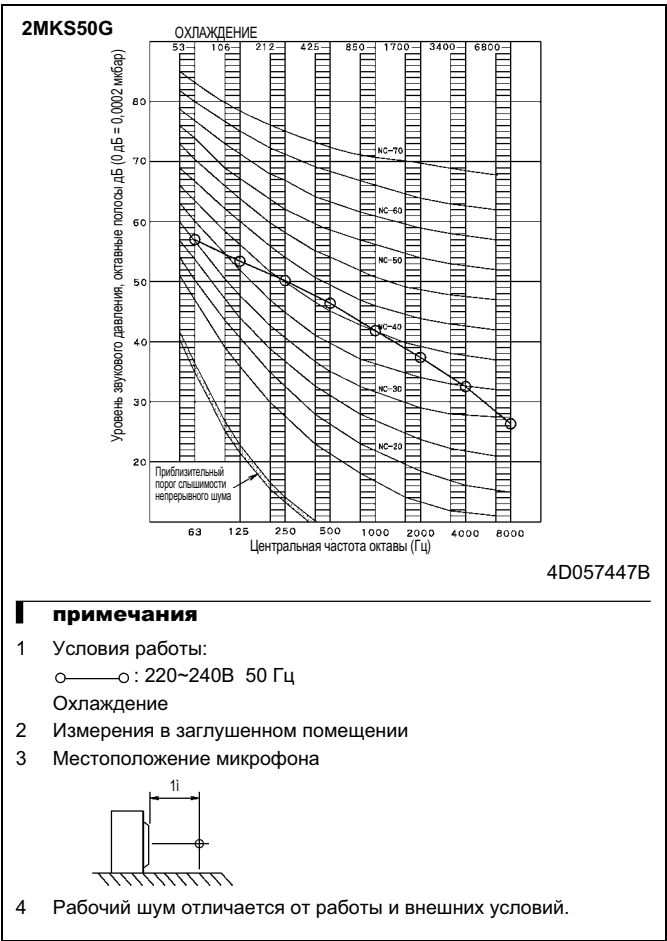 2MKS50G
ОХЛАЖДЕНИЕ
53 106 212 425 850 1700 3400 6800
Уровень звукового давления, октавные полосы дБ (0 дБ = 0,0002 мкбар)
80
70
60
50
40
30
20
NC-70
NC-60
NC-50
NC-40
NC-30
NC-20
Приблизительный
порог слышимости
непрерывного шума
63 125 250 500 1000 2000 4000 8000
Центральная частота октавы (Гц)
4D057447B
примечания
1 Условия работы:
: 220~240В 50 Гц
Охлаждение
2 Измерения в заглушенном помещении
3 Местоположение микрофона
1ì
4 Рабочий шум отличается от работы и внешних условий.